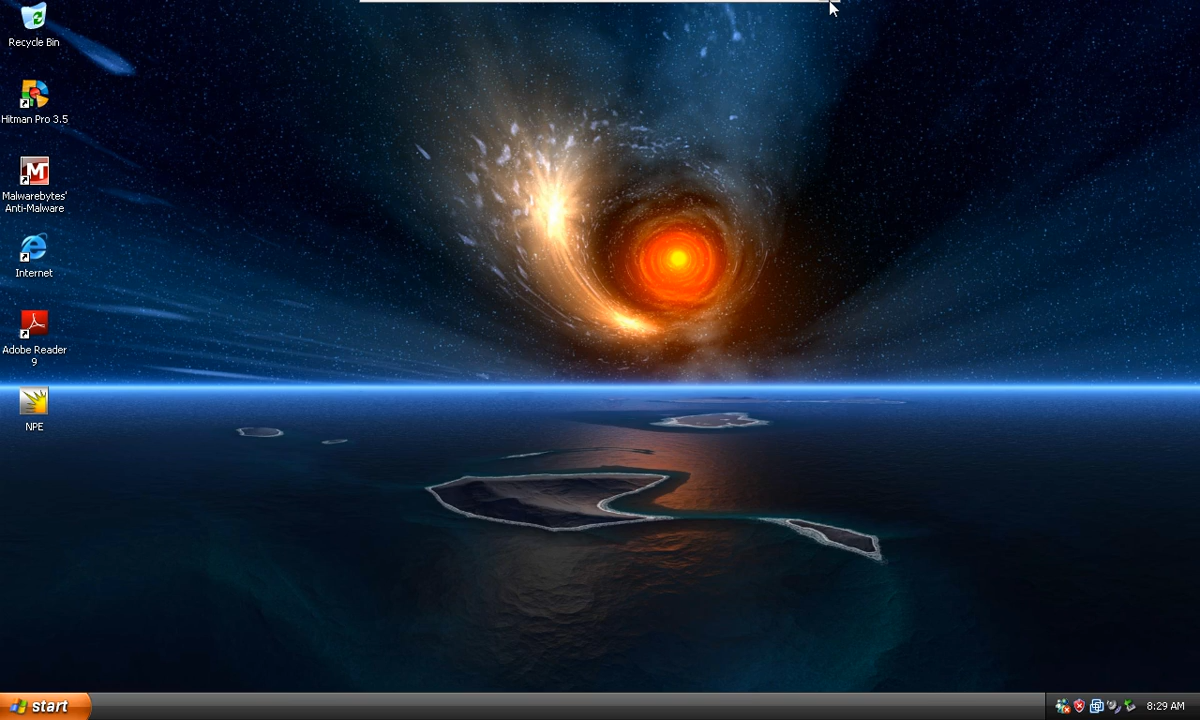 Recycle Bin
Hitman Pro 3.5
Malwarebytes'
Anti-Malware
Internet
Adobe Reader
9
NPE
start
8:29 AM